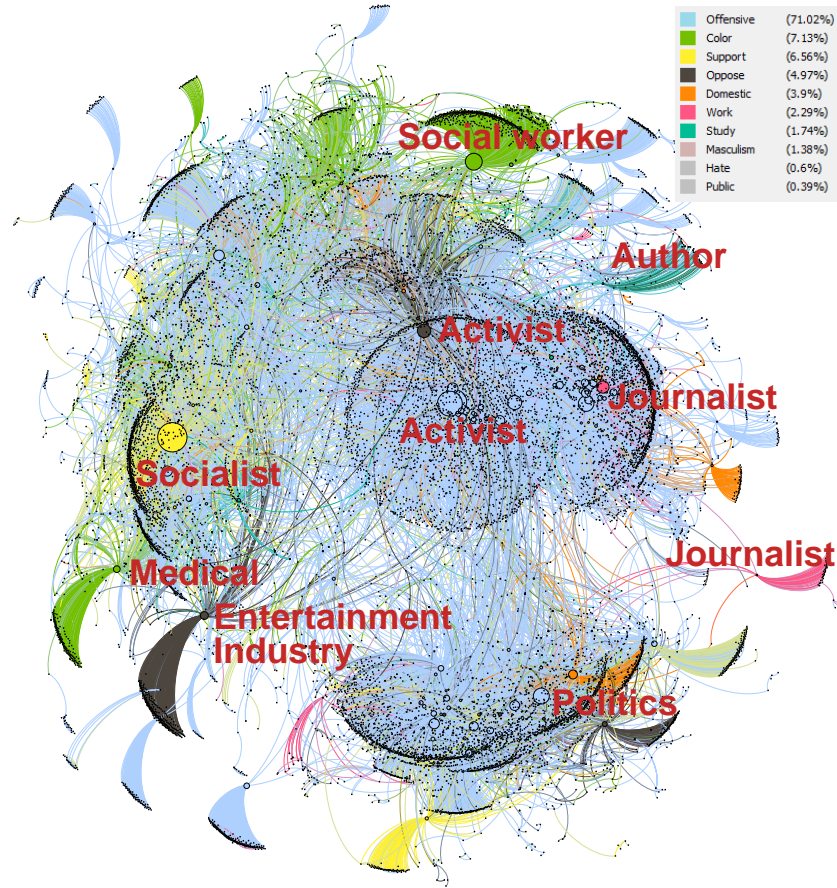 Offensive (71.02%)
Color (7.13%)
Support (6.56%)
Oppose (4.97%)
Domestic (3.9%)
Work (2.29%)
Study (1.74%)
Masculism (1.38%)
Hate (0.6%)
Public (0.39%)
Social worker
Author
Activist
Journalist
Activist
Socialist
Journalist
Medical
Entertainment
Industry
Politics